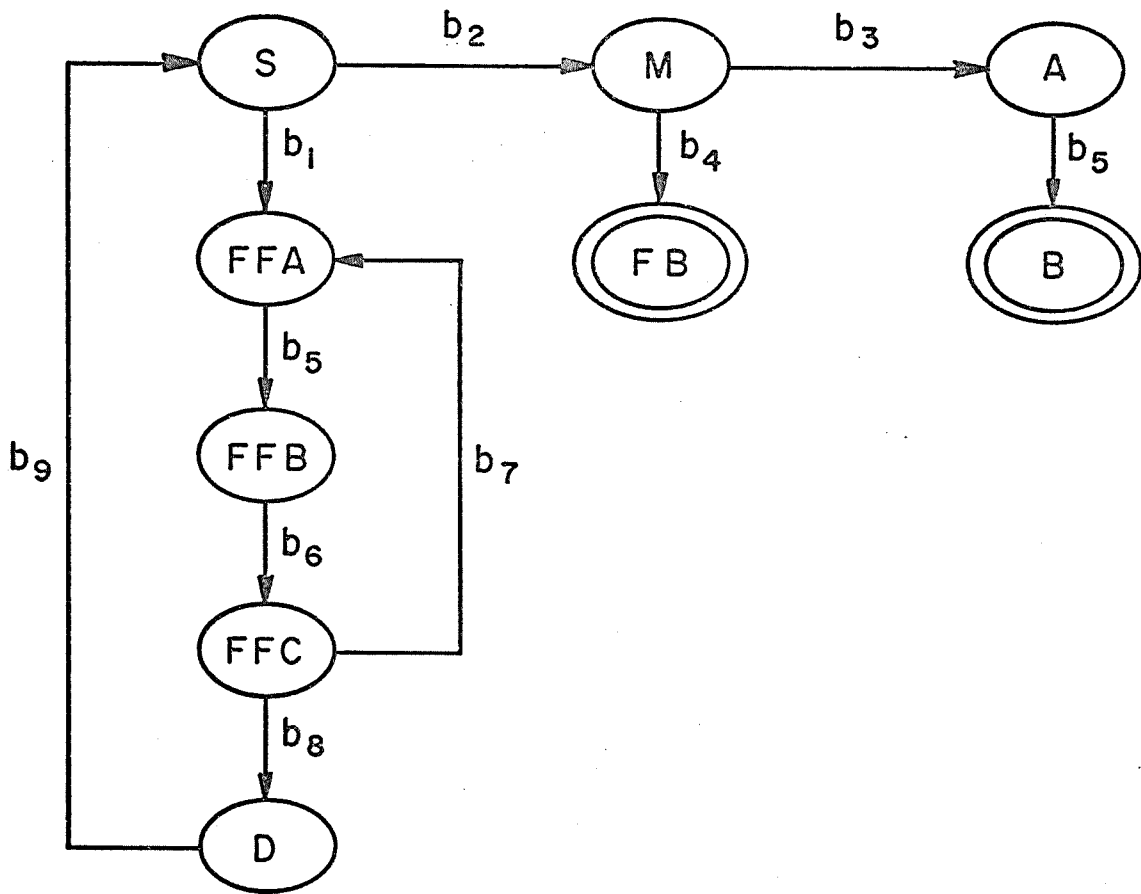 S b₂ M b₃ A
b₁ b₄ b₅
FFA FB B
b₅
FFB
b₉ b₇
b₆
FFC
b₈
D